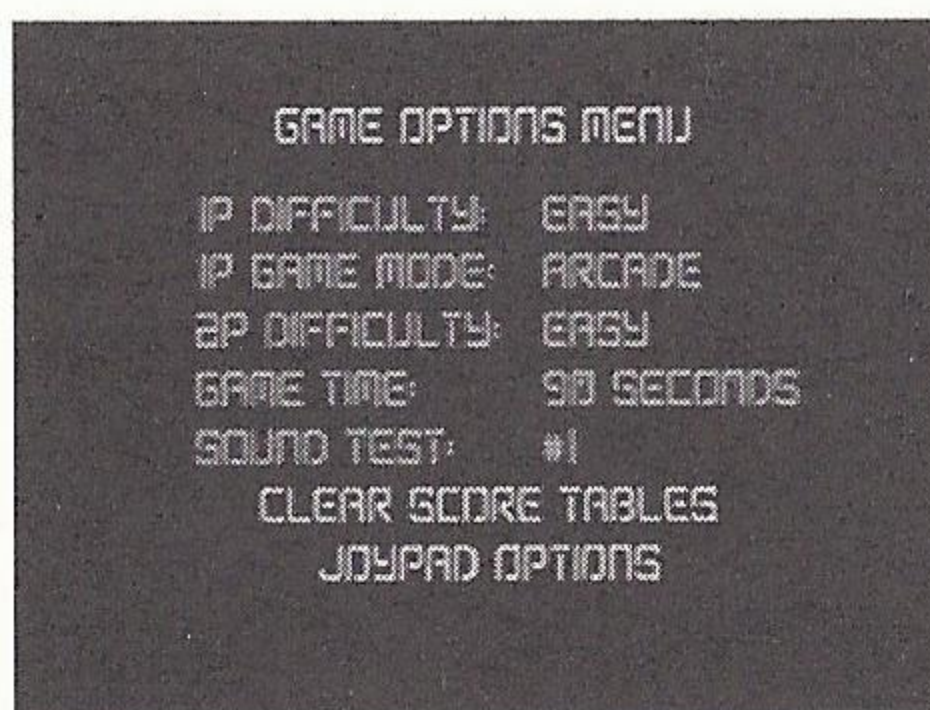 GAME OPTIONS MENU
1P DIFFICULTY: EASY
1P GAME MODE: ARCADE
2P DIFFICULTY: EASY
GAME TIME: 90 SECONDS
SOUND TEST: #1
CLEAR SCORE TABLES
JOYPAD OPTIONS